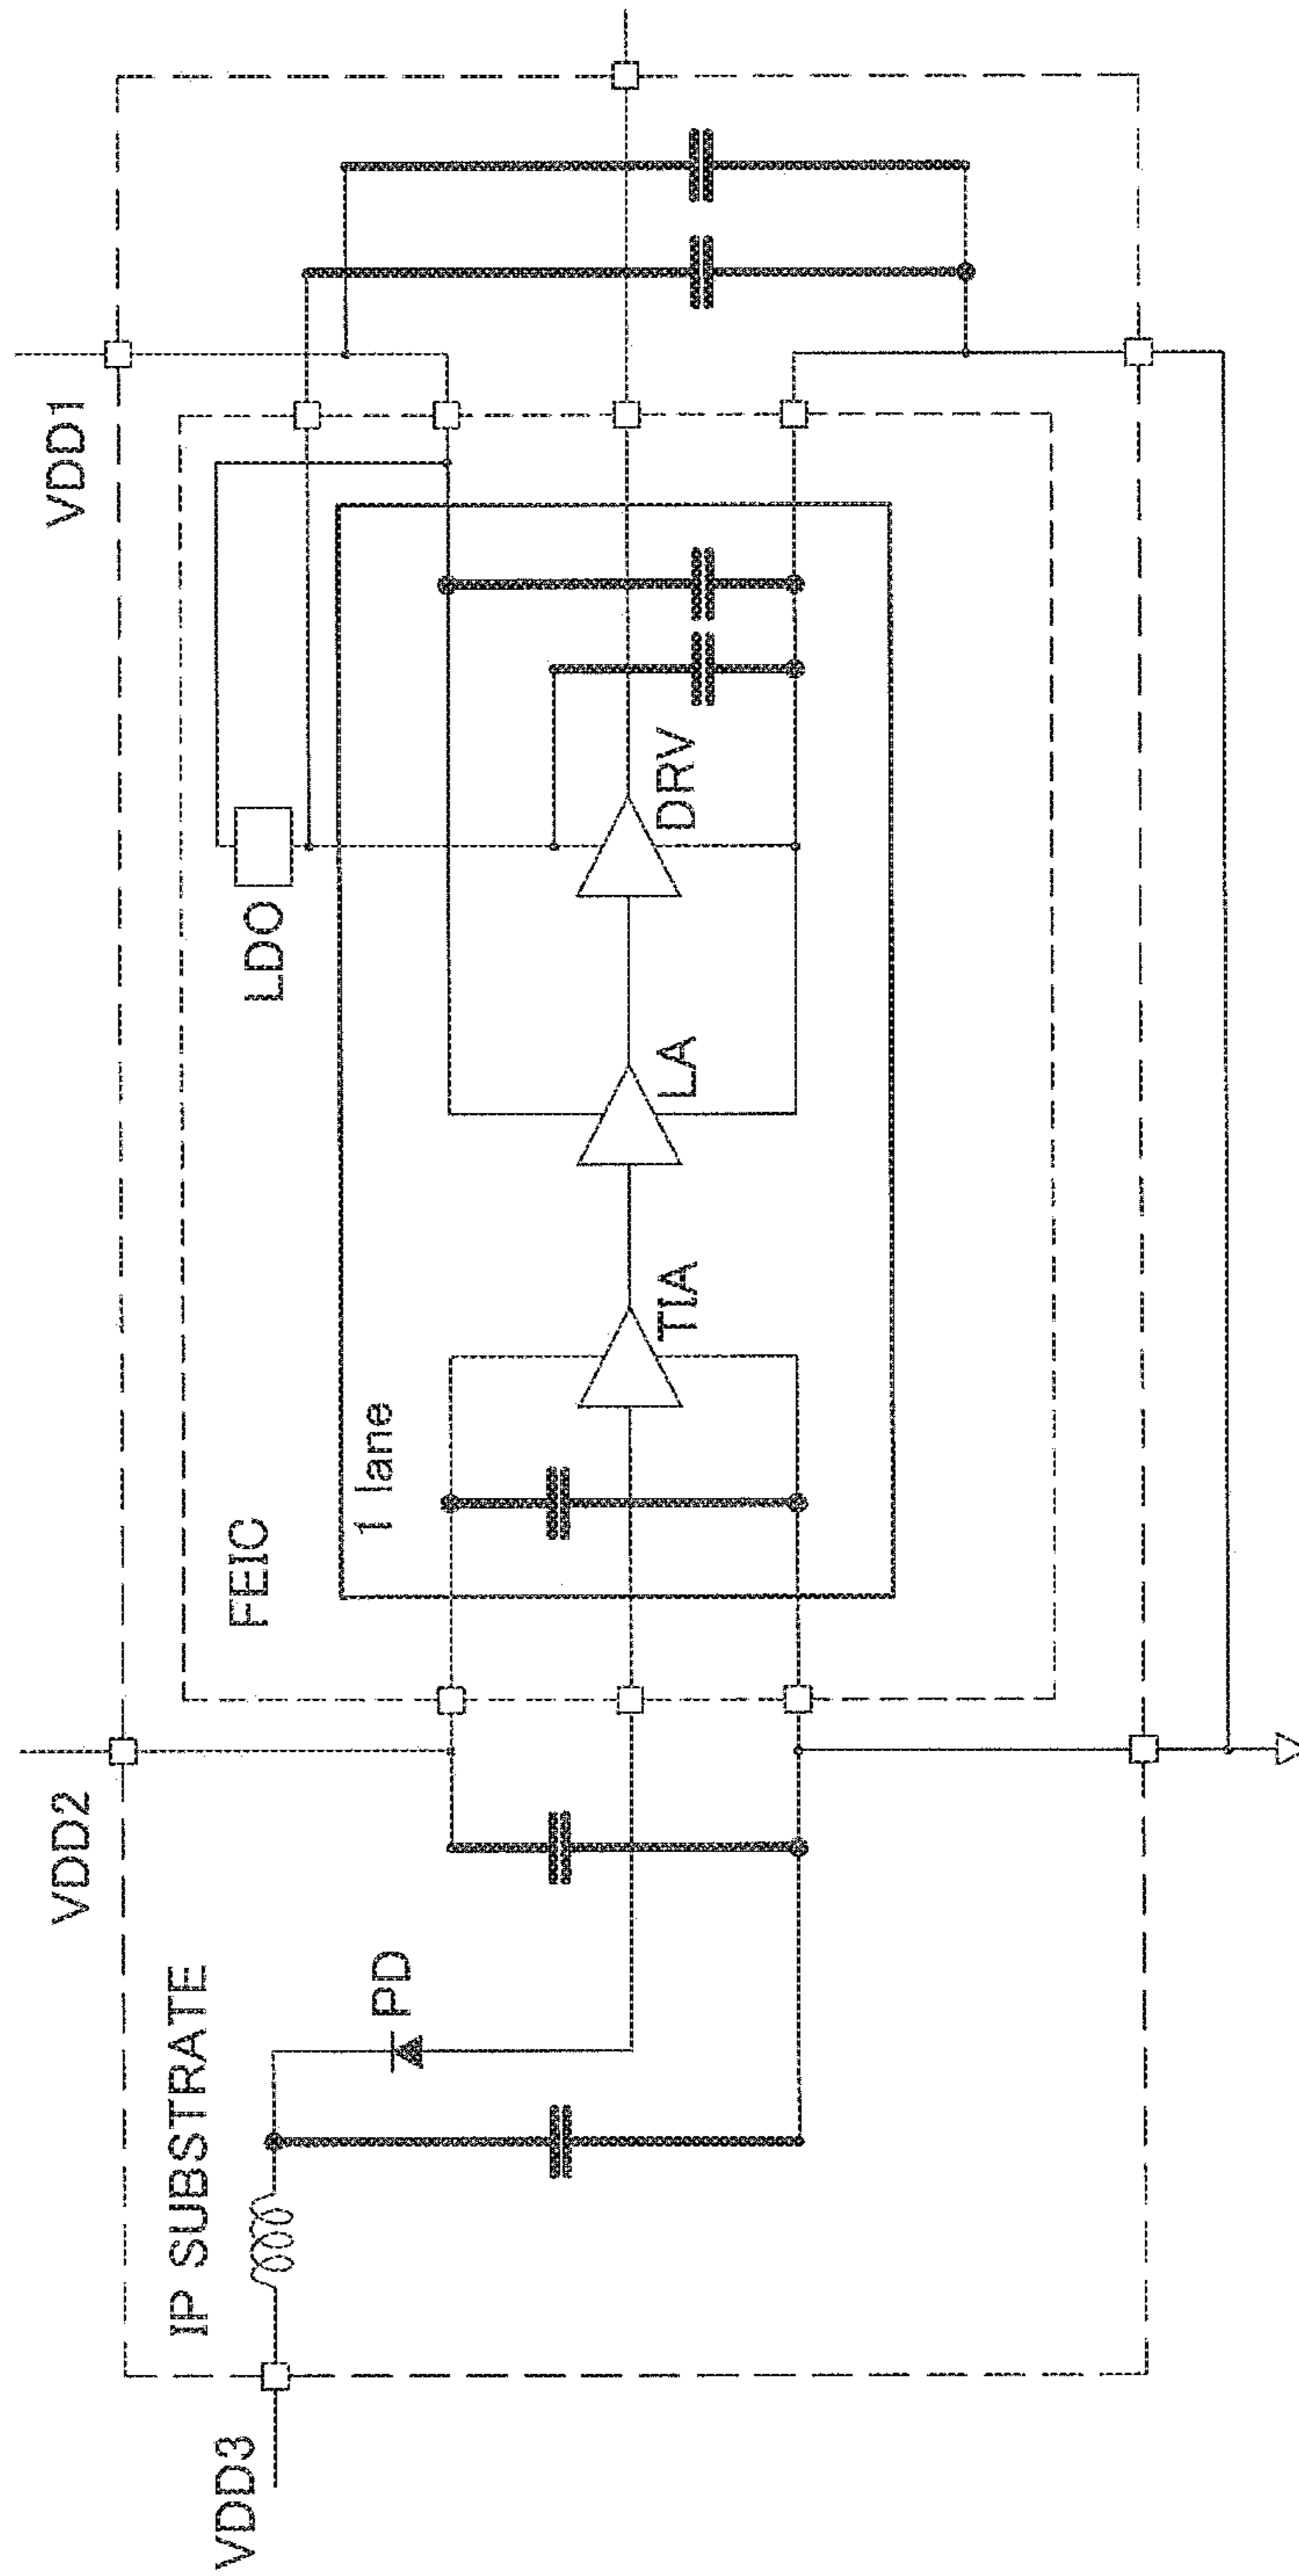 VDD3
IP SUBSTRATE
PD
VDD2
FEIC
1 lane
TIA
LA
DRV
LDO
VDD1